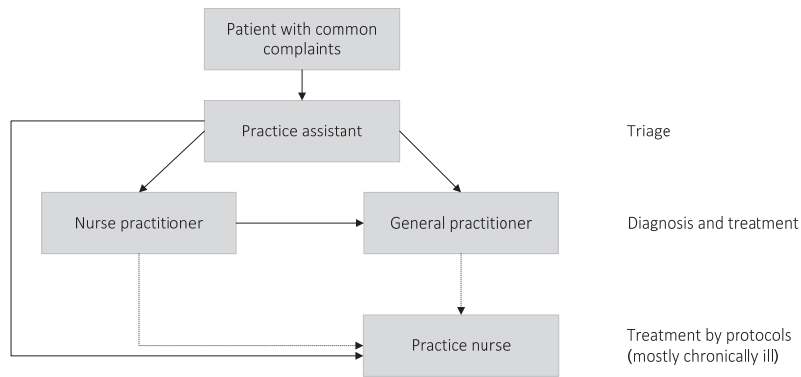 Patient with common
complaints
Practice assistant
Triage
Nurse practitioner
General practitioner
Diagnosis and treatment
Practice nurse
Treatment by protocols
(mostly chronically ill)